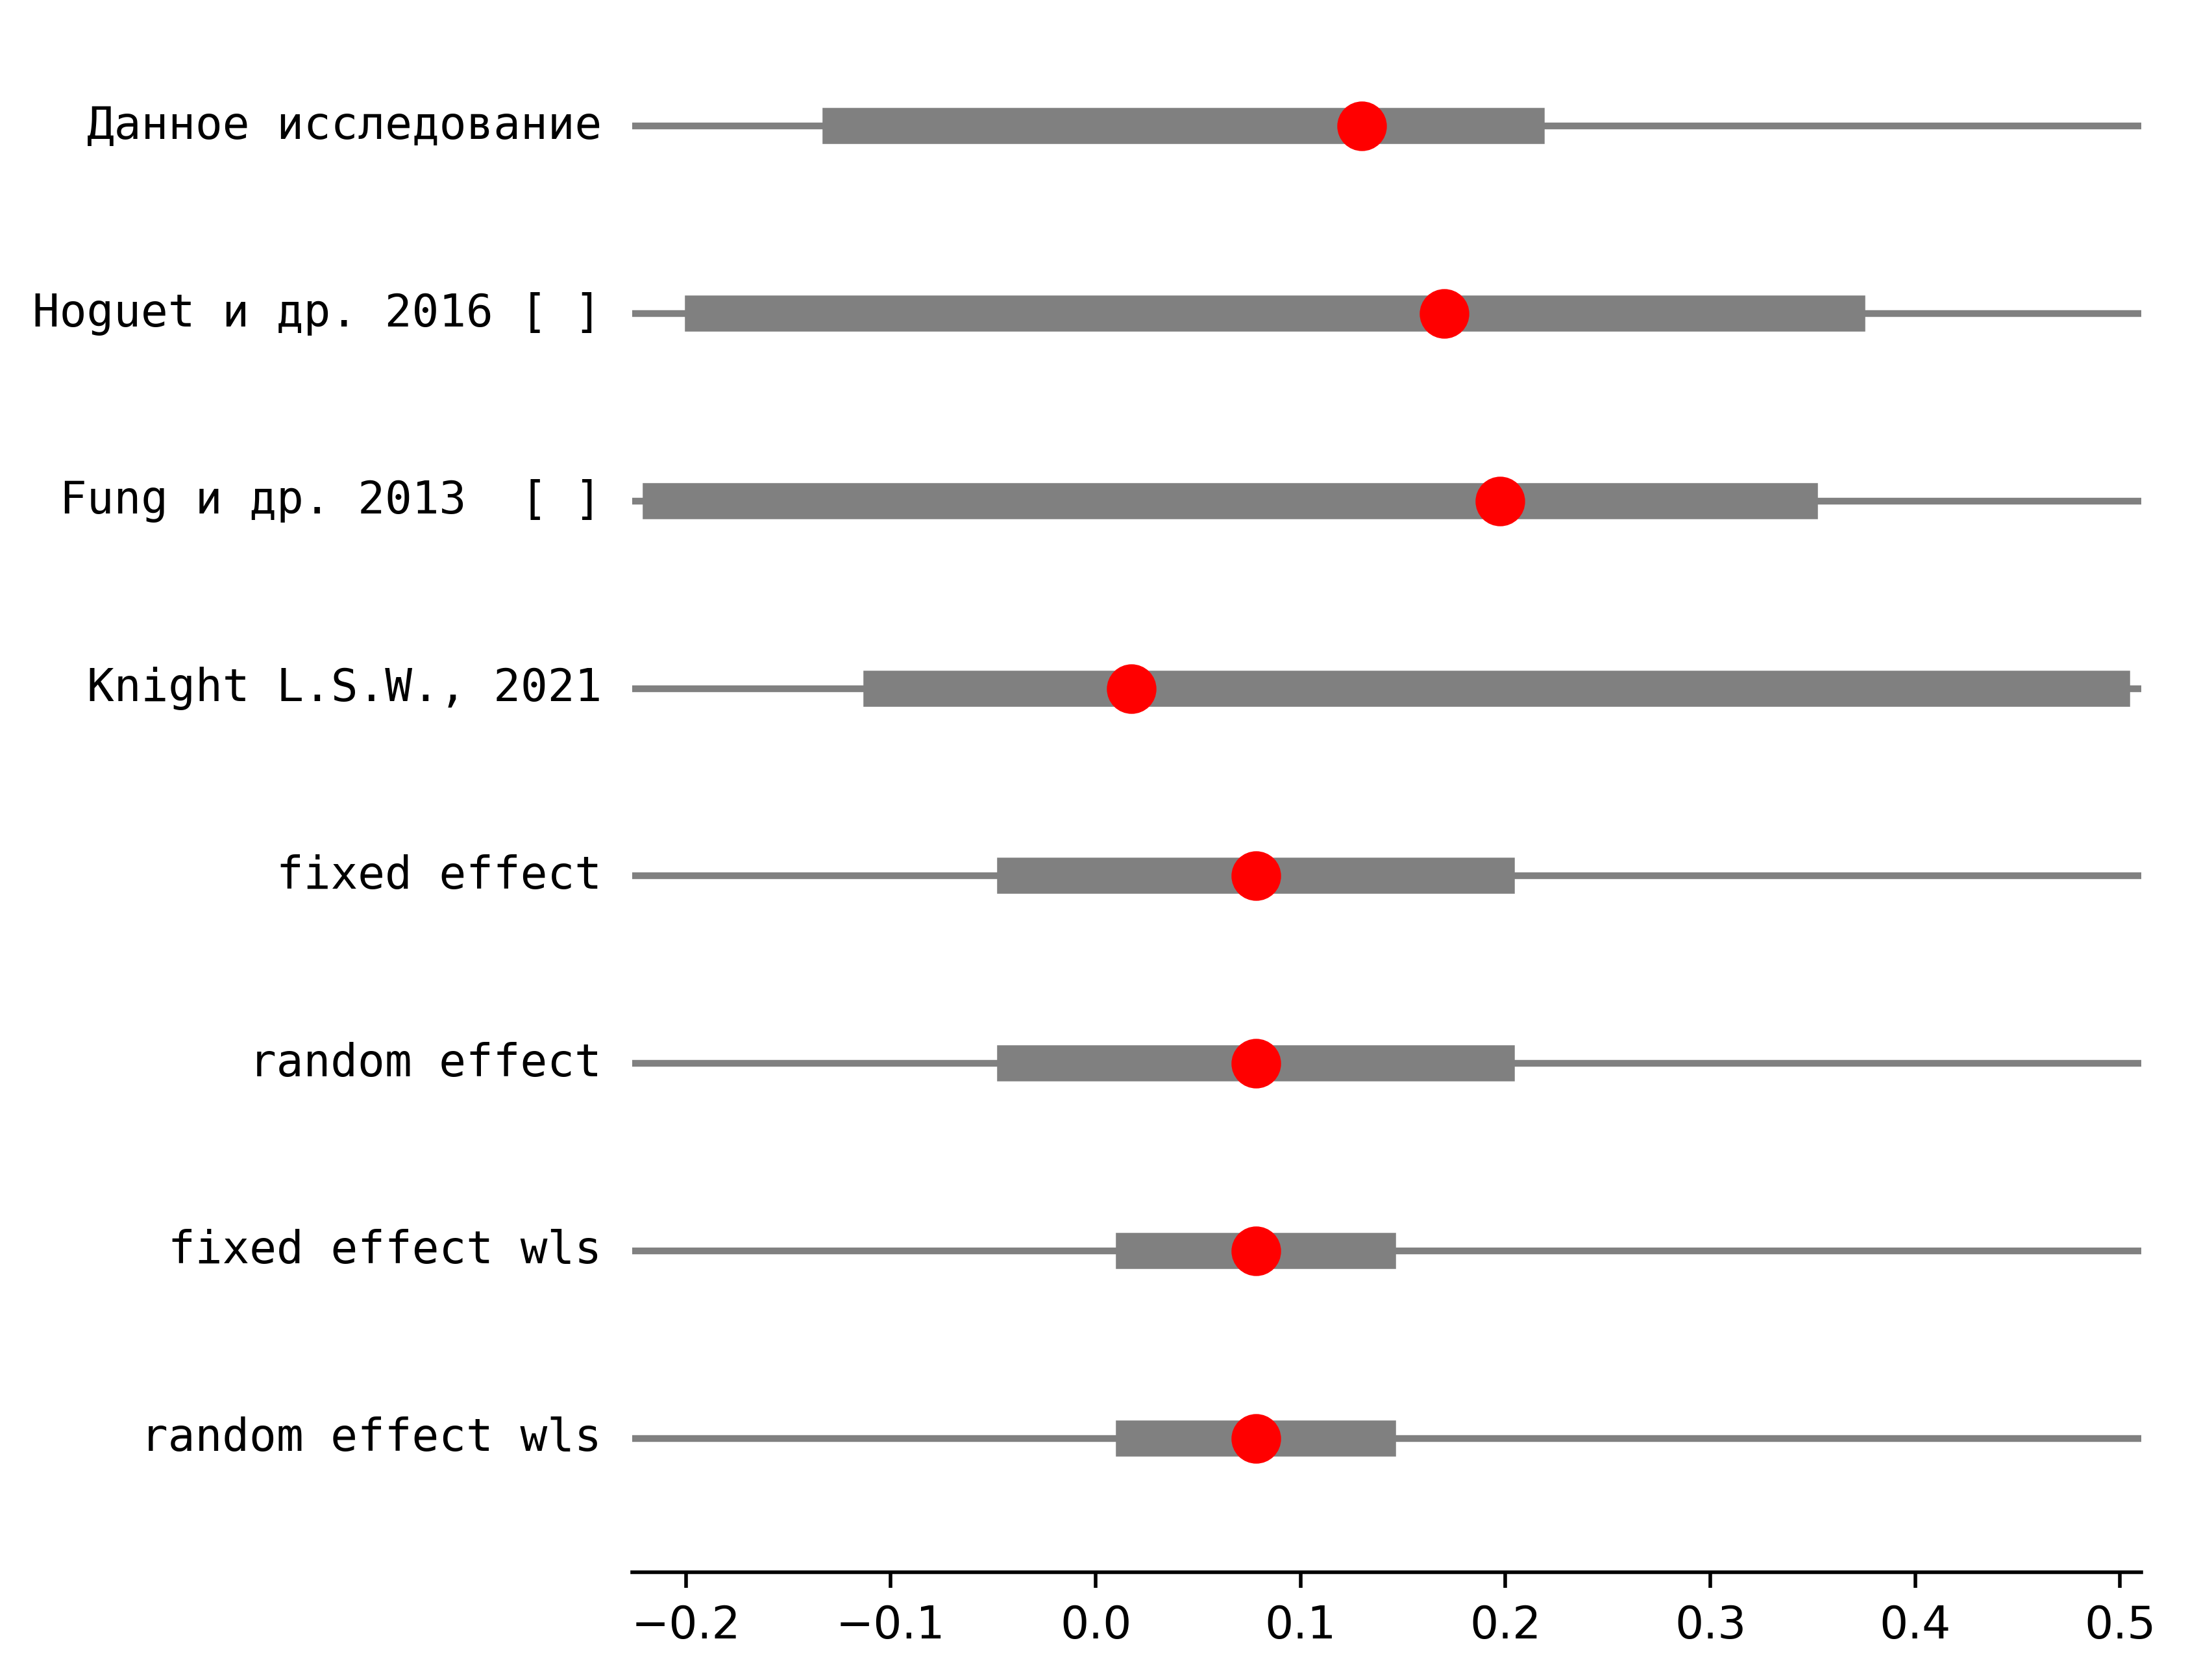 Данное исследование
Hoguet и др. 2016 [ ]
Fung и др. 2013  [ ]
Knight L.S.W., 2021
fixed effect
random effect
fixed effect wls
random effect wls
−0.2 −0.1 0.0 0.1 0.2 0.3 0.4 0.5